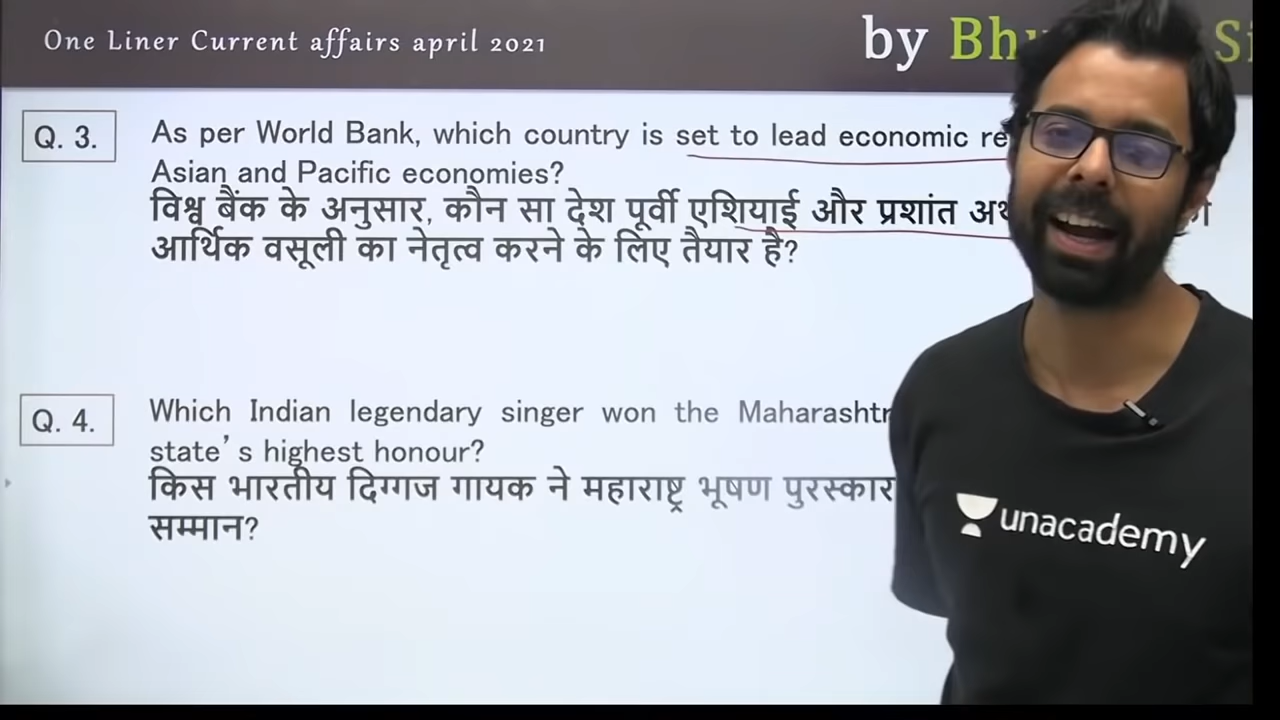 One Liner Current affairs april 2021
by Bh
Q. 3.
As per World Bank, which country is set to lead economic re
Asian and Pacific economies?
विश्व बैंक के अनुसार, कौन सा देश पूर्वी एशियाई और प्रशांत
आर्थिक वसूली का नेतृत्व करने के लिए तैयार है?
Q. 4.
Which Indian legendary singer won the Maharashtr
state's highest honour?
किस भारतीय दिग्गज गायक ने महाराष्ट्र भूषण पुरस्कार
सम्मान?
unacademy